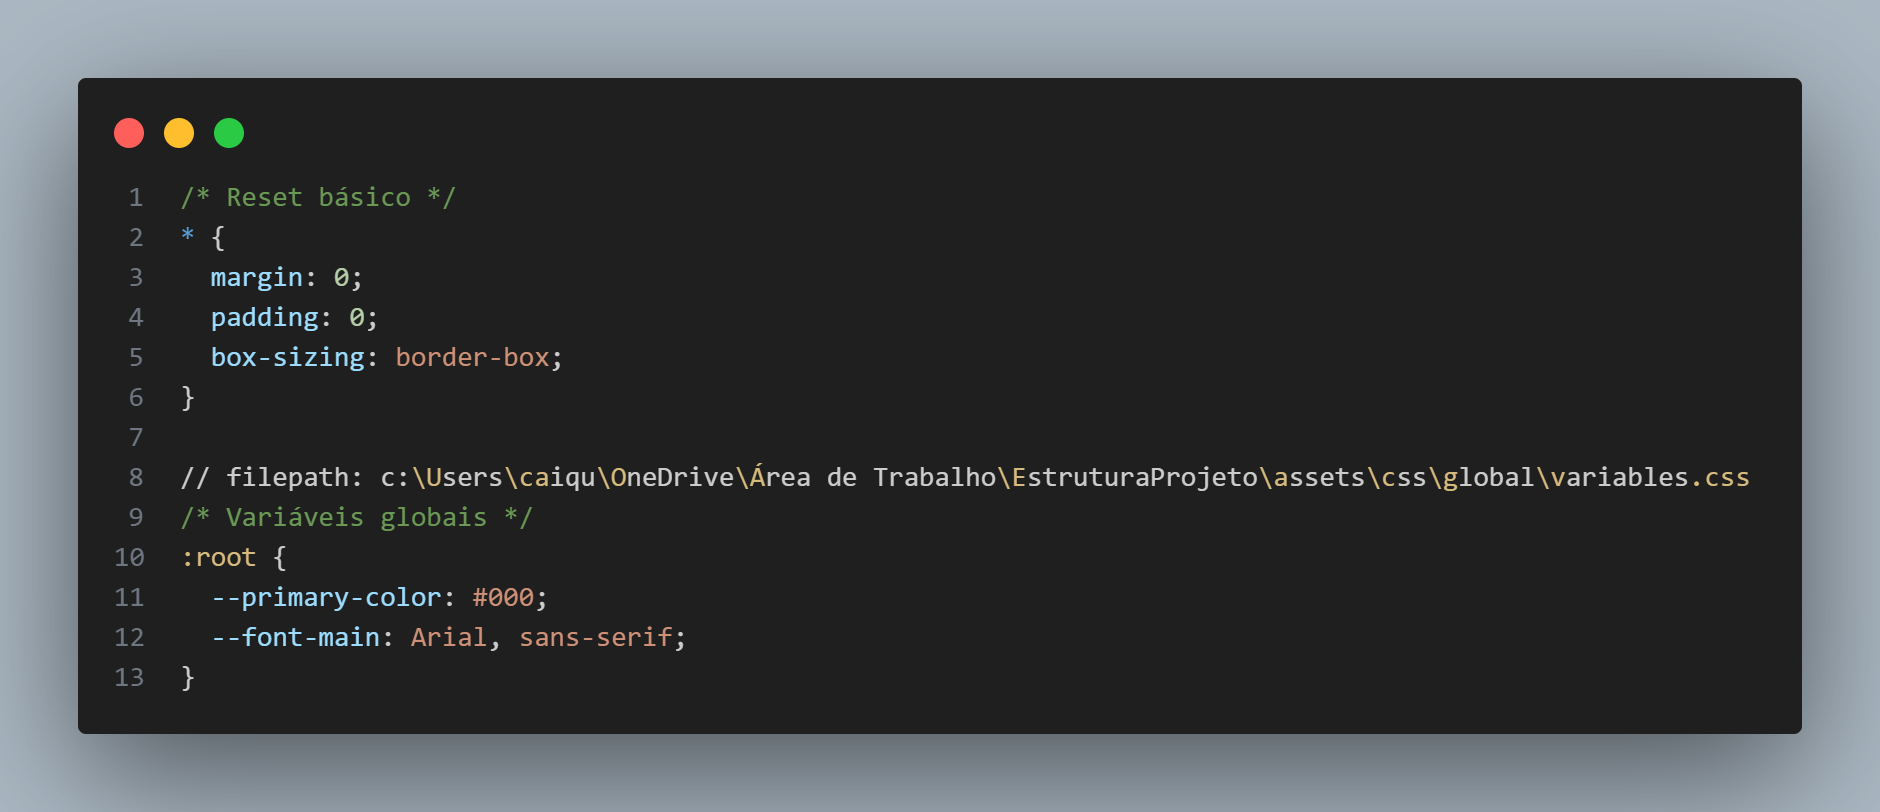 1 /* Reset básico */
2 * {
3   margin: 0;
4   padding: 0;
5   box-sizing: border-box;
6 }
7
8 // filepath: c:\Users\caiqu\OneDrive\Área de Trabalho\EstruturaProjeto\assets\css\global\variables.css
9 /* Variáveis globais */
10 :root {
11   --primary-color: #000;
12   --font-main: Arial, sans-serif;
13 }